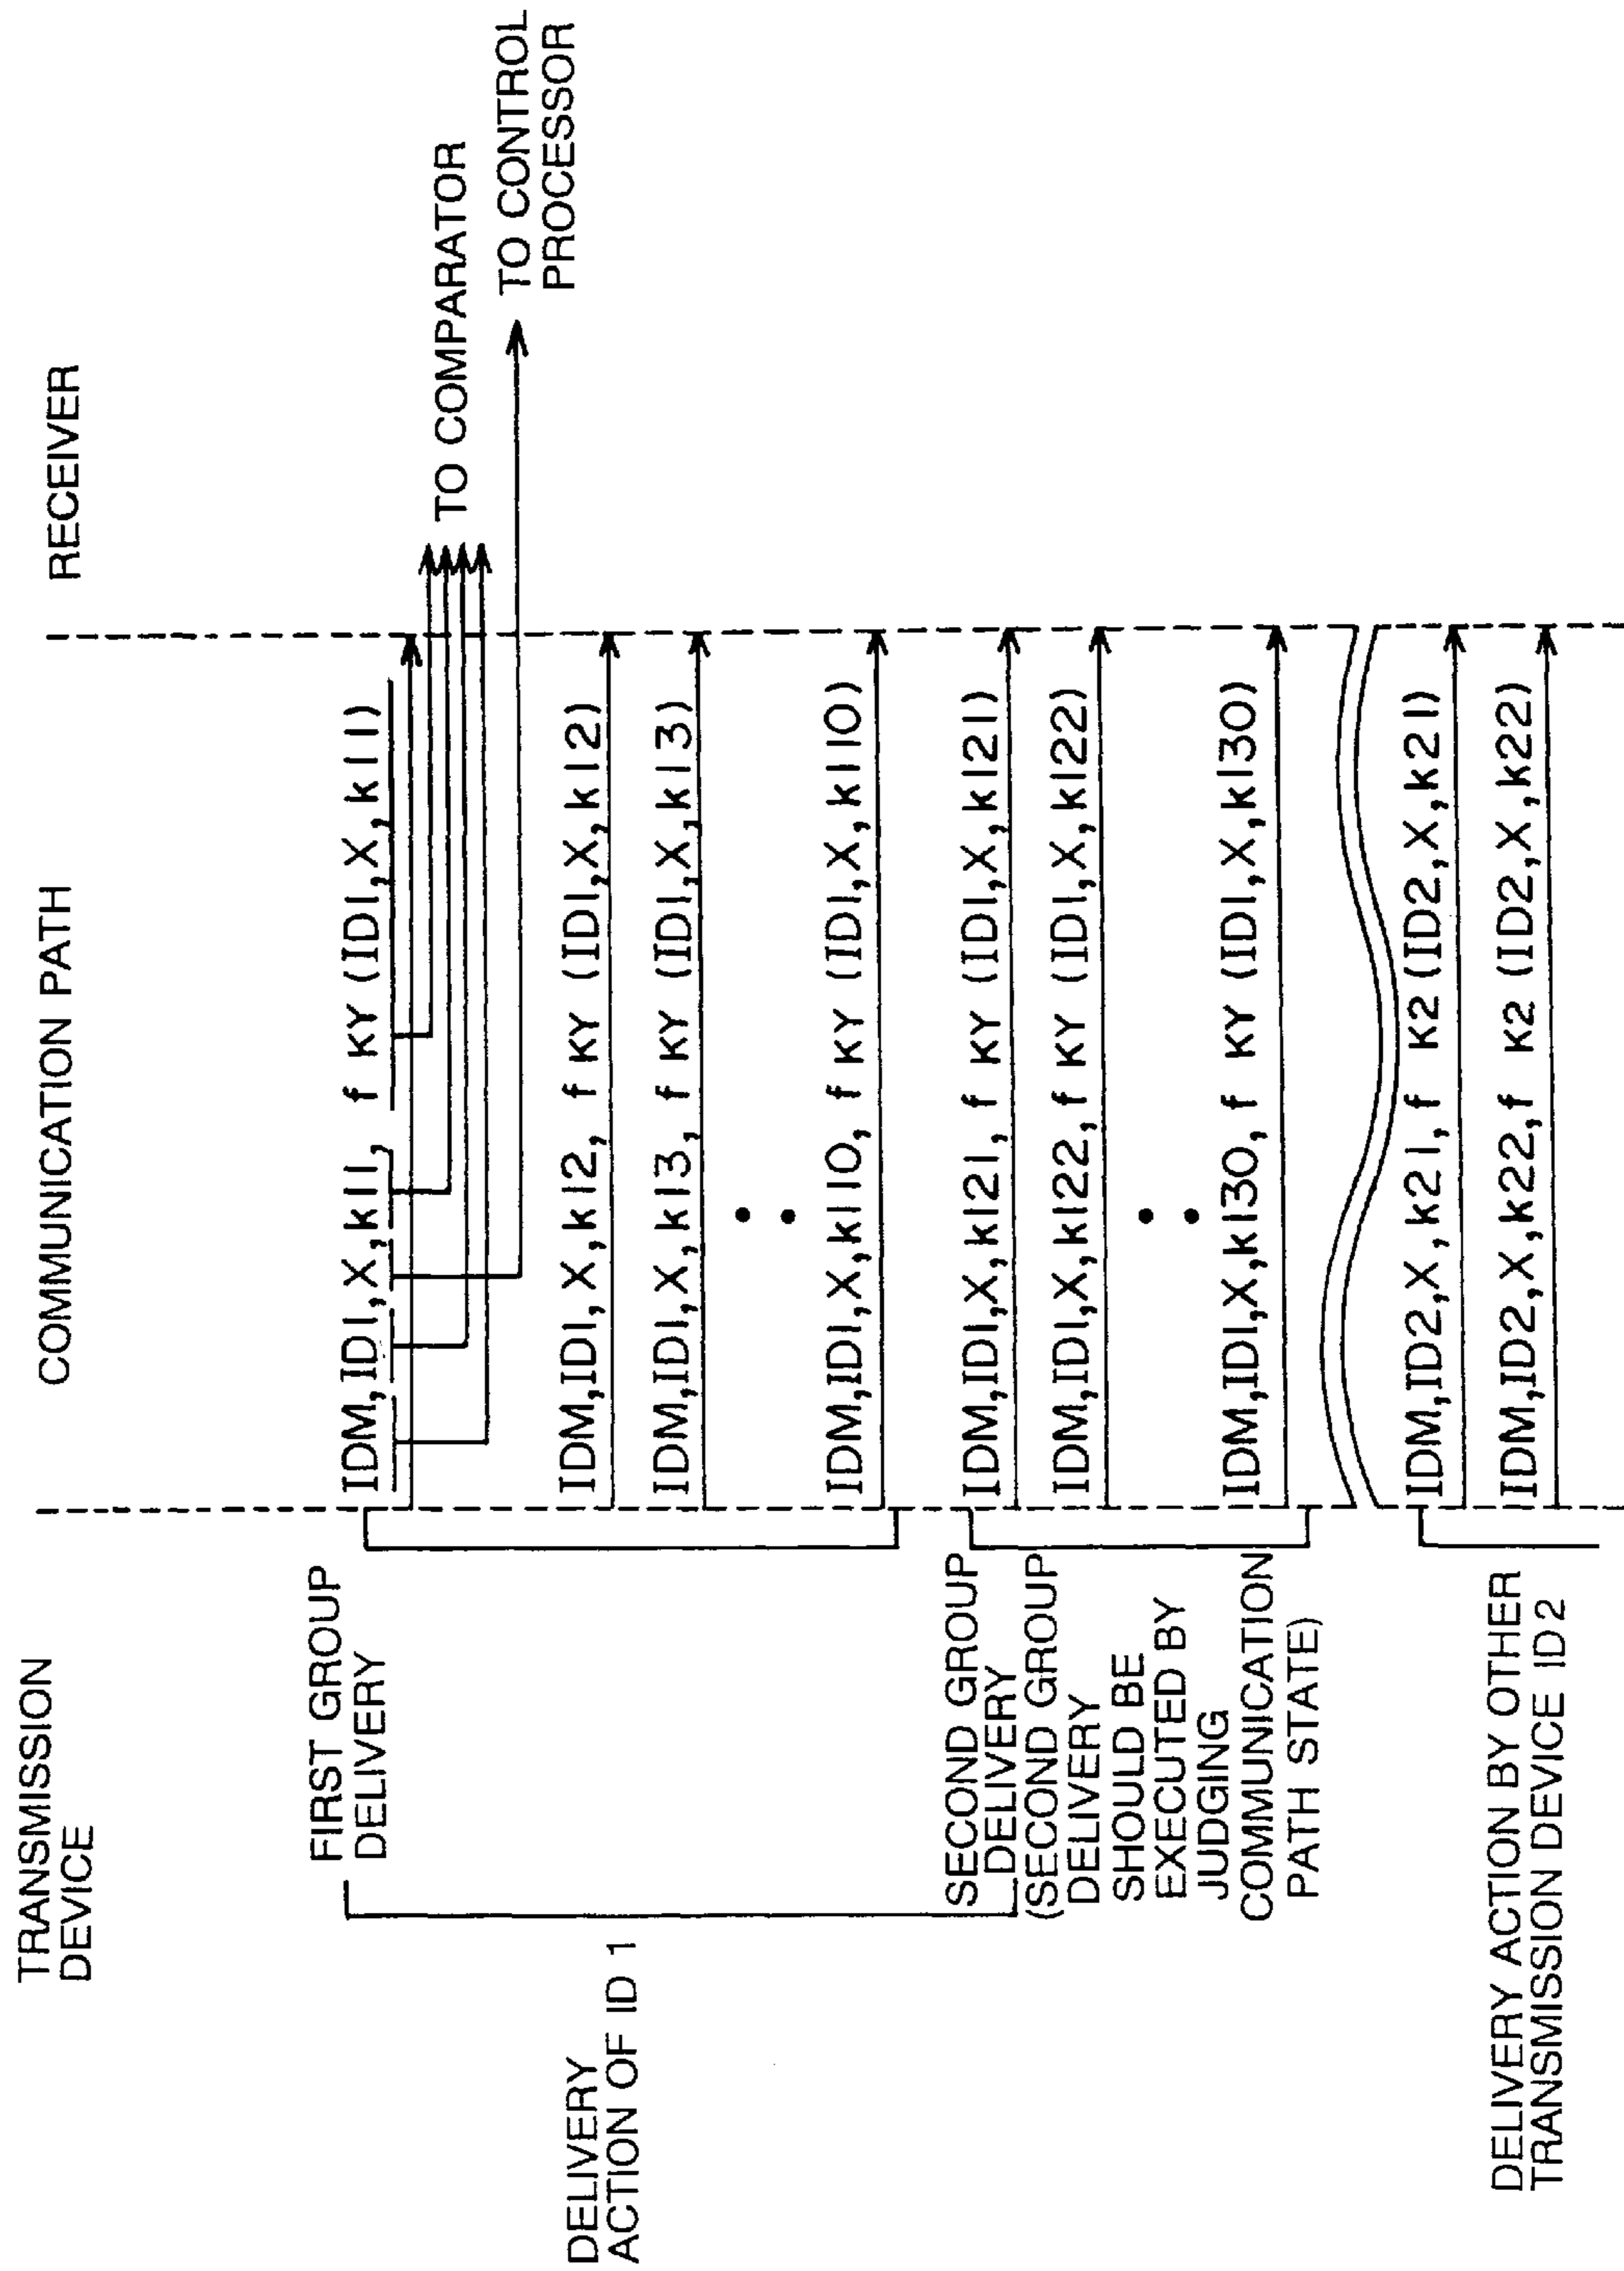 TRANSMISSION
DEVICE
COMMUNICATION PATH
RECEIVER
FIRST GROUP
DELIVERY
IDM,ID1,X,k11, f KY (ID1,X,k11)
TO COMPARATOR
TO CONTROL
PROCESSOR
DELIVERY
ACTION OF ID 1
IDM,ID1,X,k12, f KY (ID1,X,k12)
IDM,ID1,X,k13, f KY (ID1,X,k13)
IDM,ID1,X,k110, f KY (ID1,X,k110)
SECOND GROUP
DELIVERY
(SECOND GROUP
DELIVERY
SHOULD BE
EXECUTED BY
JUDGING
COMMUNICATION
PATH STATE)
IDM,ID1,X,k121, f KY (ID1,X,k121)
IDM,ID1,X,k122, f KY (ID1,X,k122)
IDM,ID1,X,k130, f KY (ID1,X,k130)
DELIVERY ACTION BY OTHER
TRANSMISSION DEVICE ID2
IDM,ID2,X,k21, f K2 (ID2,X,k21)
IDM,ID2,X,k22, f K2 (ID2,X,k22)